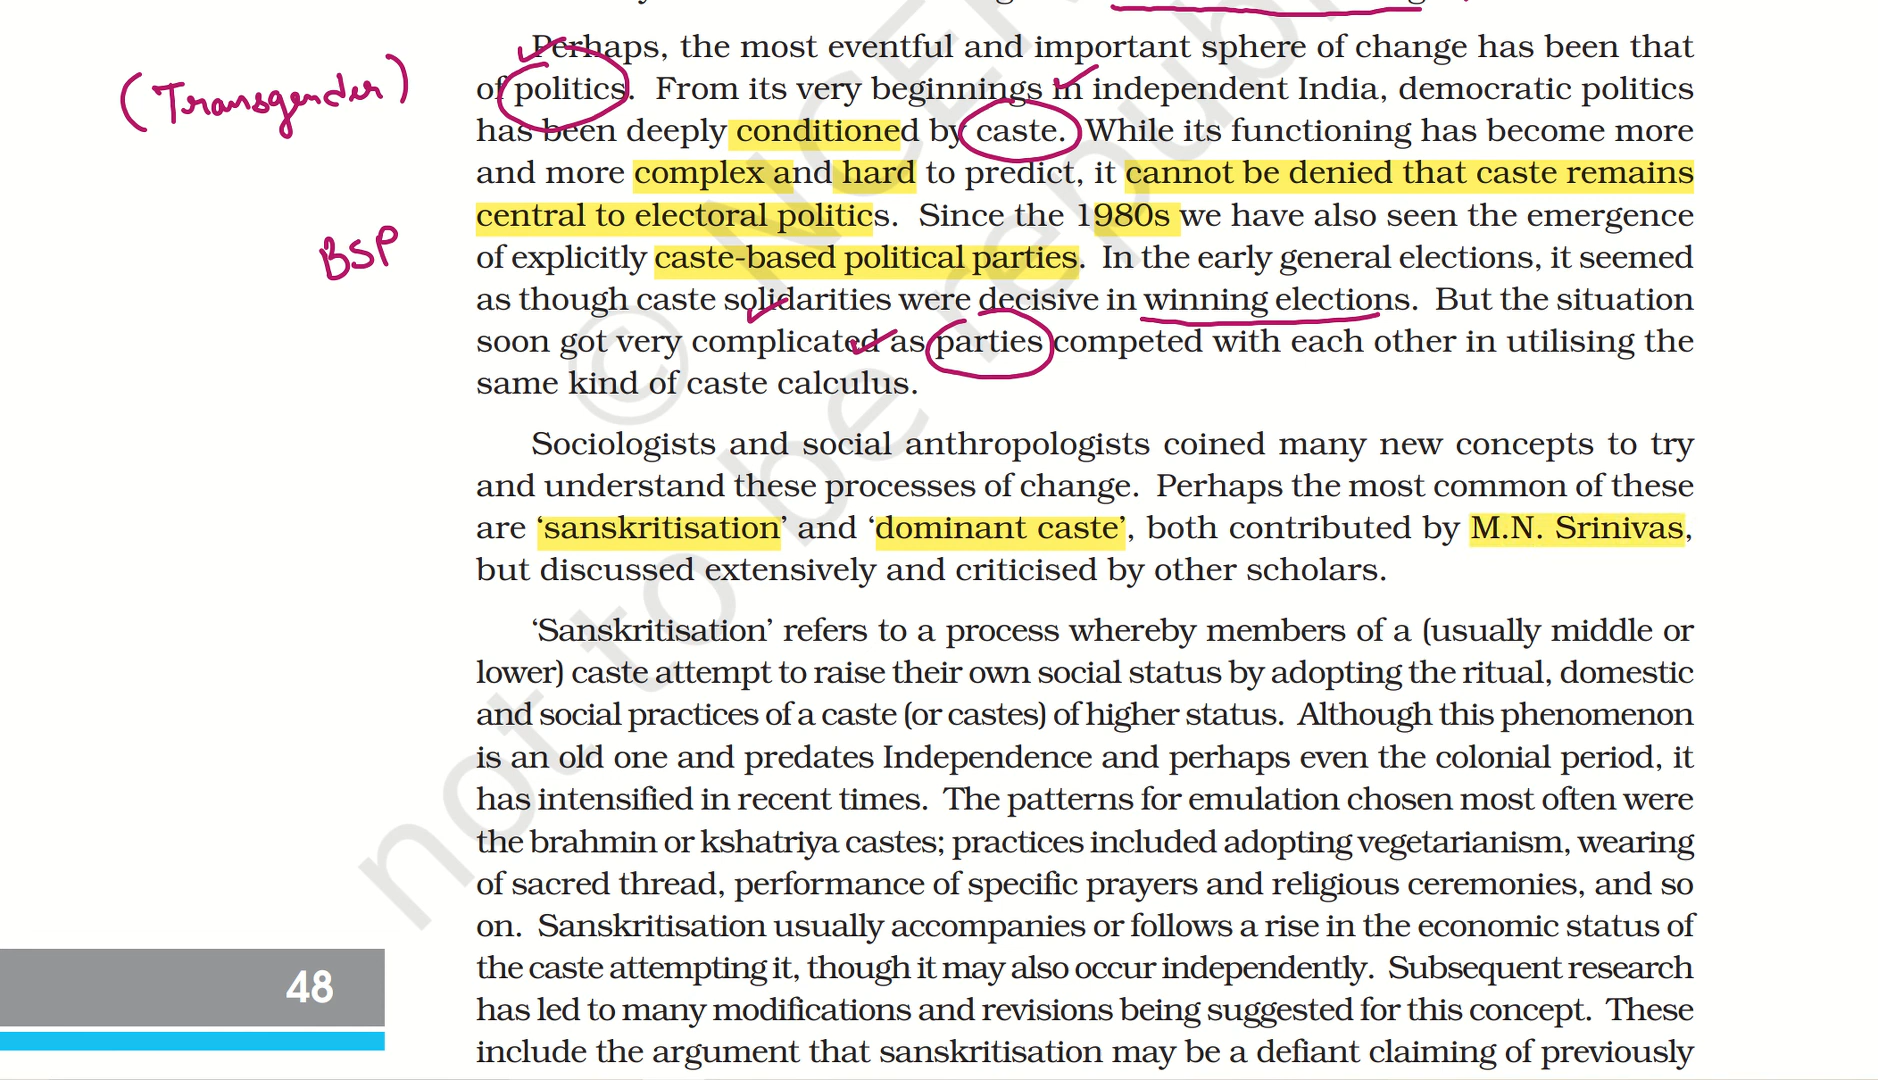 Perhaps, the most eventful and important sphere of change has been that
of politics. From its very beginnings in independent India, democratic politics
(Transgender)
has been deeply conditioned by caste. While its functioning has become more
and more complex and hard to predict, it cannot be denied that caste remains
central to electoral politics. Since the 1980s we have also seen the emergence
BSP
of explicitly caste-based political parties. In the early general elections, it seemed
as though caste solidarities were decisive in winning elections. But the situation
soon got very complicated as parties competed with each other in utilising the
same kind of caste calculus.
Sociologists and social anthropologists coined many new concepts to try
and understand these processes of change. Perhaps the most common of these
are ‘sanskritisation’ and ‘dominant caste’, both contributed by M.N. Srinivas,
but discussed extensively and criticised by other scholars.
‘Sanskritisation’ refers to a process whereby members of a (usually middle or
lower) caste attempt to raise their own social status by adopting the ritual, domestic
and social practices of a caste (or castes) of higher status. Although this phenomenon
is an old one and predates Independence and perhaps even the colonial period, it
has intensified in recent times. The patterns for emulation chosen most often were
the brahmin or kshatriya castes; practices included adopting vegetarianism, wearing
of sacred thread, performance of specific prayers and religious ceremonies, and so
on. Sanskritisation usually accompanies or follows a rise in the economic status of
the caste attempting it, though it may also occur independently. Subsequent research
has led to many modifications and revisions being suggested for this concept. These
include the argument that sanskritisation may be a defiant claiming of previously
48
© NCER
not to be republ